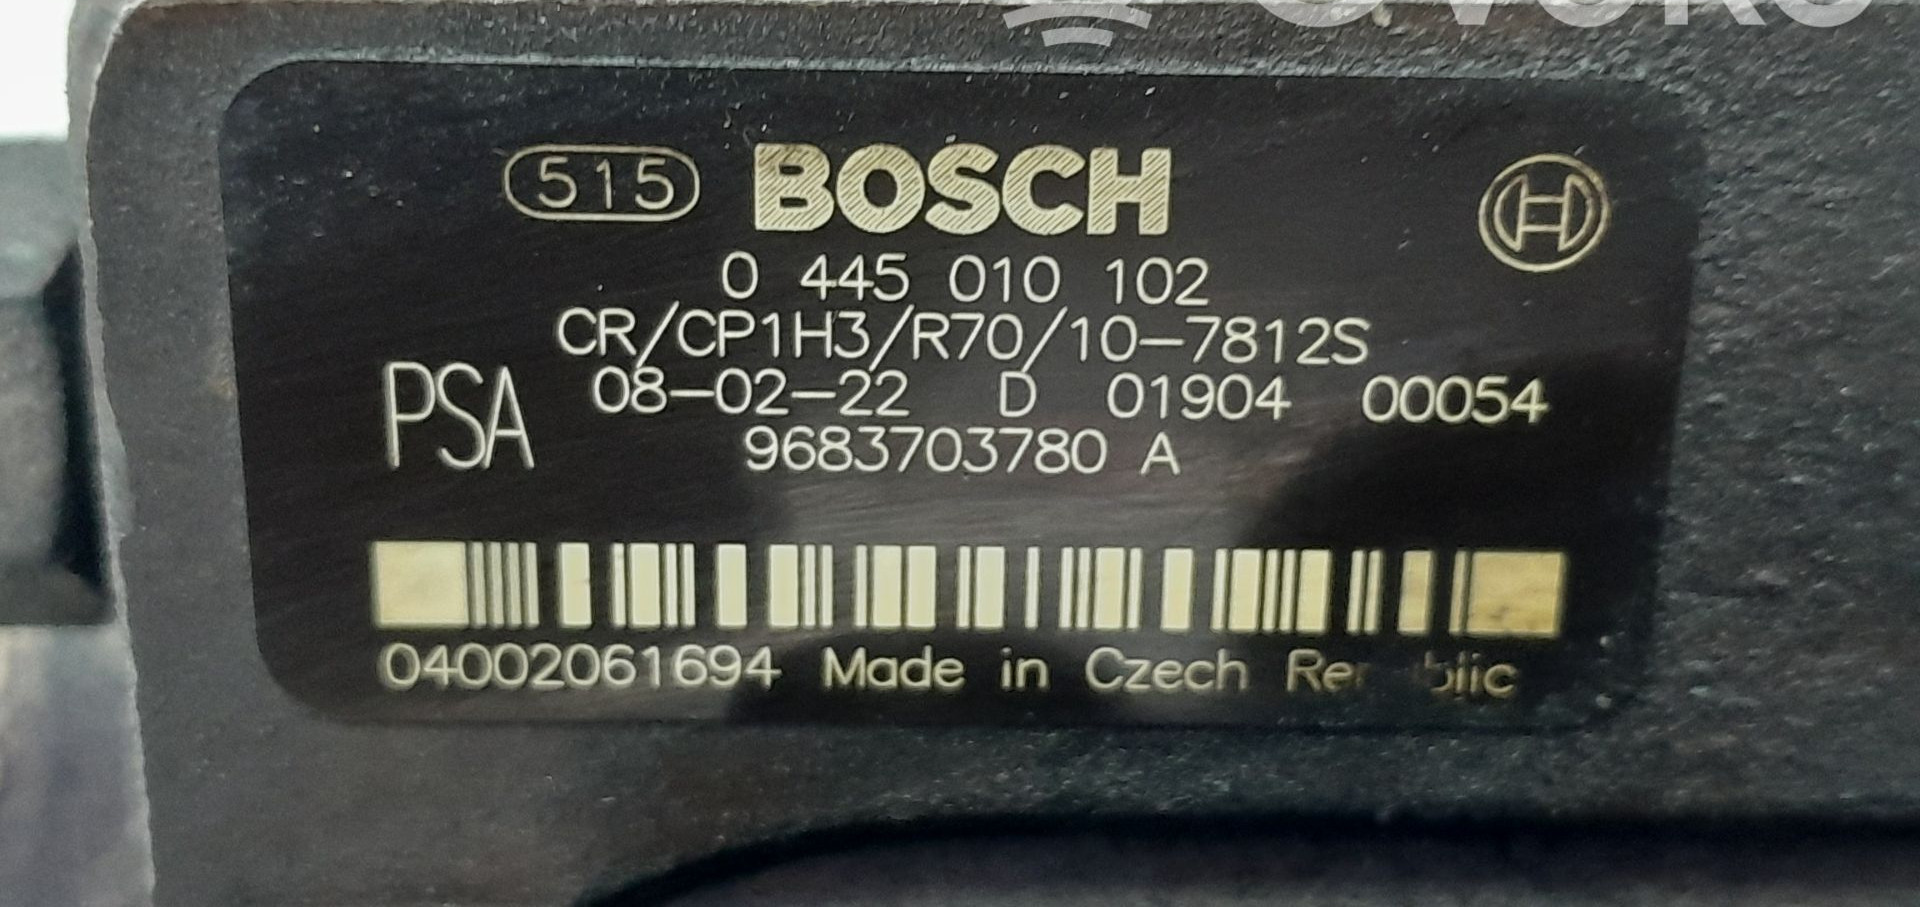 515 BOSCH
0 445 010 102
CR/CP1H3/R70/10-7812S
PSA 08-02-22 D 01904 00054
9683703780 A
04002061694 Made in Czech